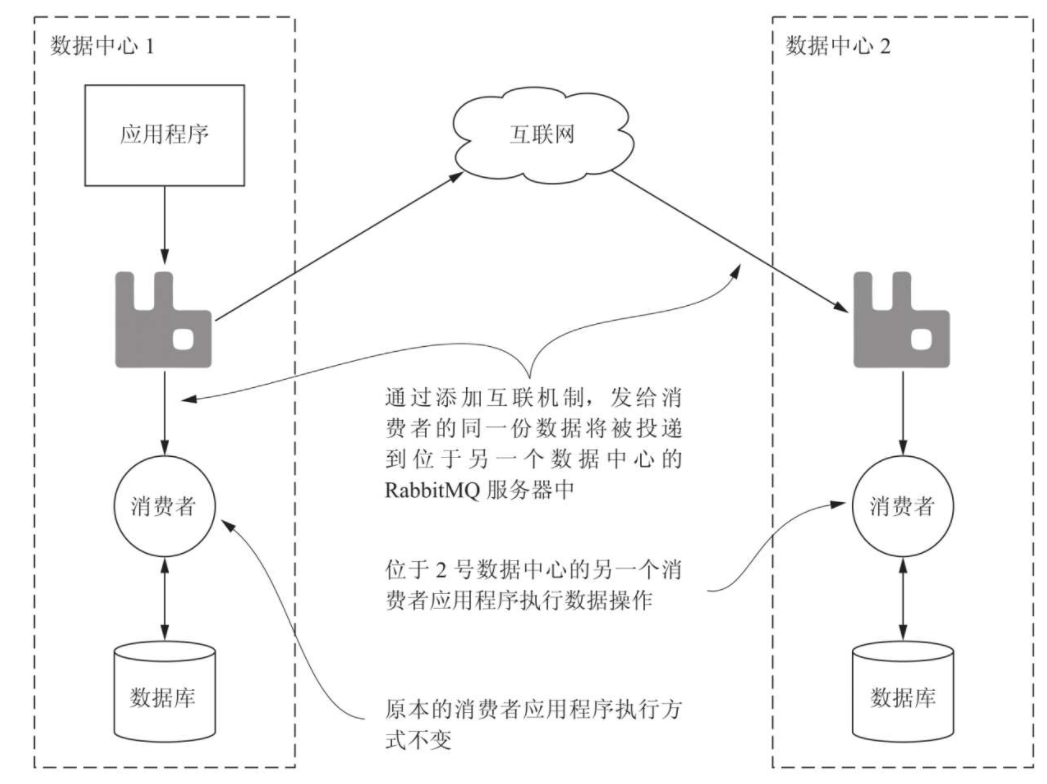 数据中心 1
数据中心 2
应用程序
互联网
通过添加互联机制，发给消
费者的同一份数据将被投递
到位于另一个数据中心的
RabbitMQ 服务器中
消费者
消费者
位于 2 号数据中心的另一个消
费者应用程序执行数据操作
数据库
数据库
原本的消费者应用程序执行方
式不变